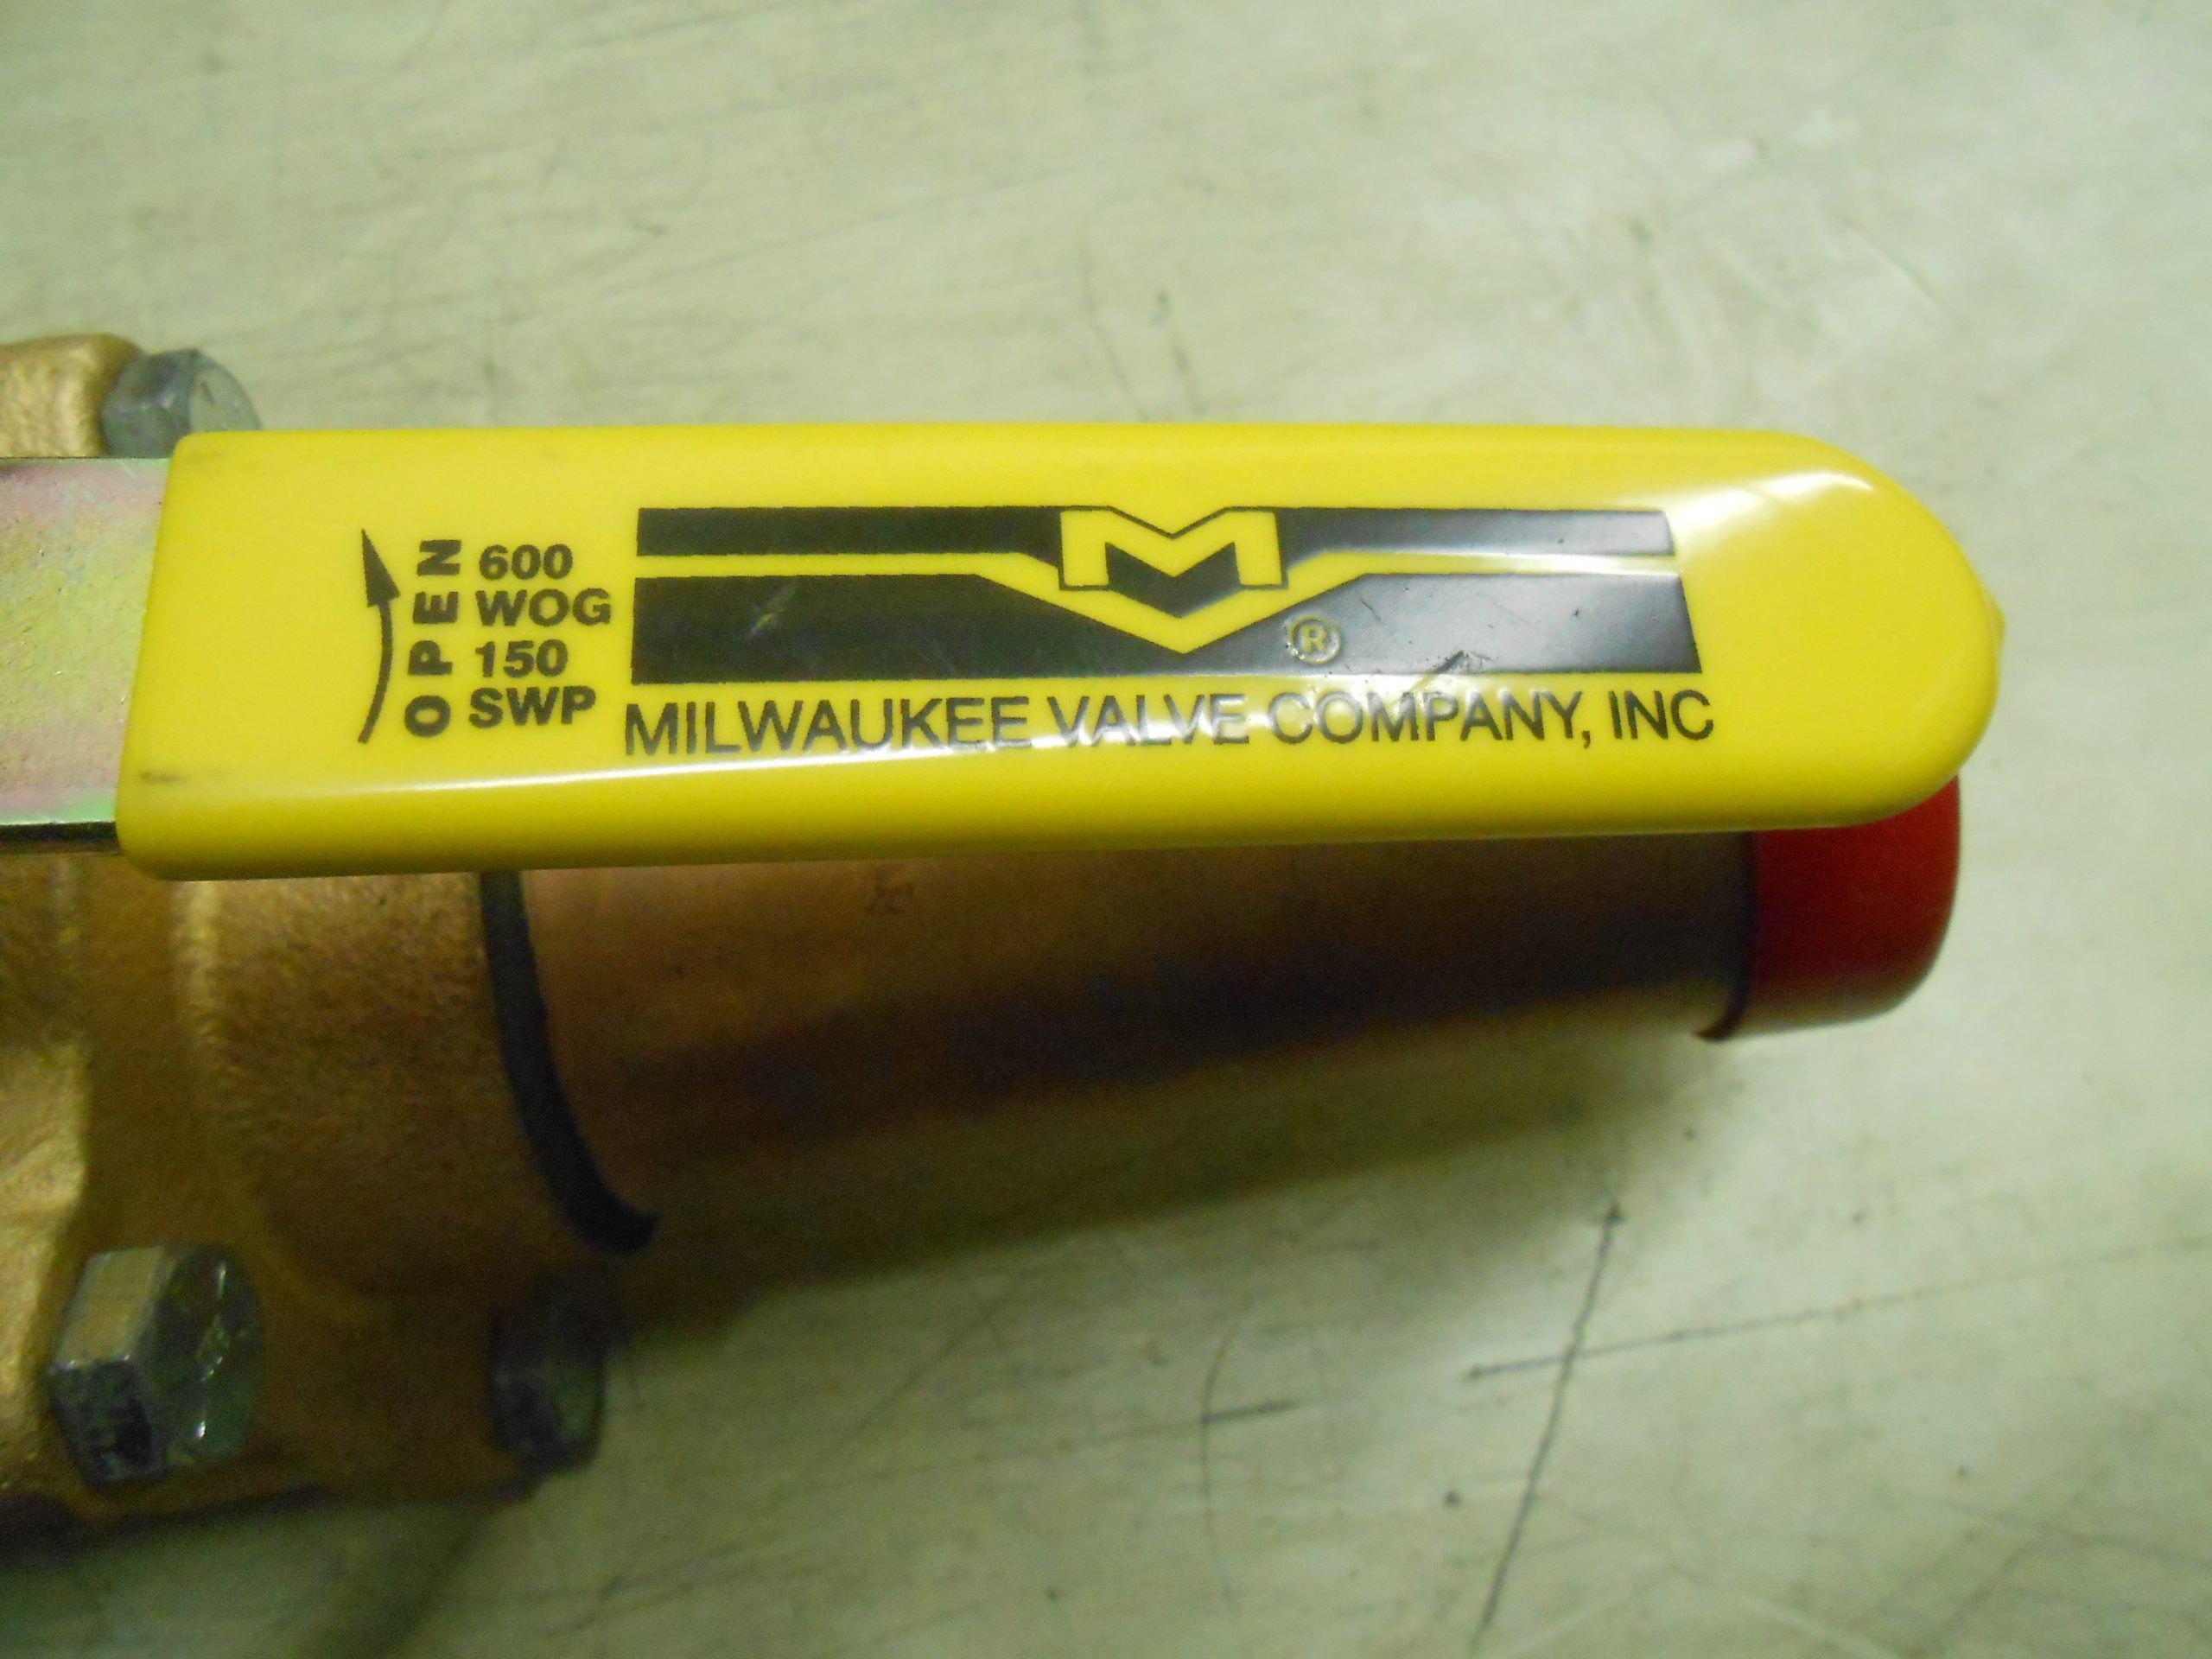 OPEN
600
WOG
150
SWP
M
®
MILWAUKEE VALVE COMPANY, INC